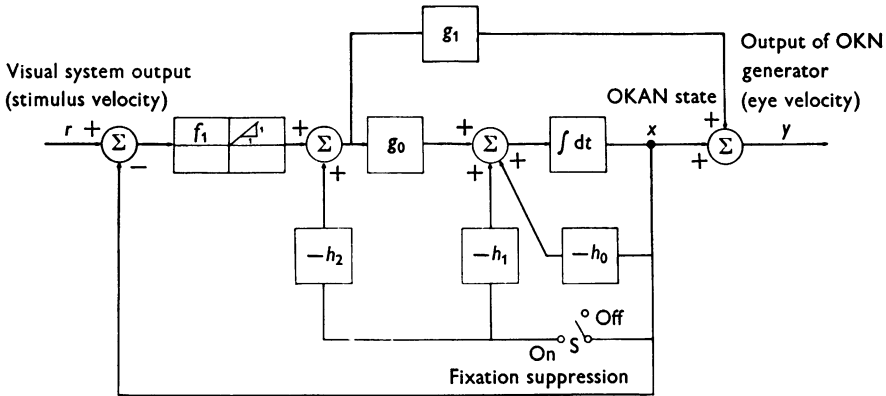 g₁
Output of OKN
generator
(eye velocity)
Visual system output
(stimulus velocity)
OKAN state
r + Σ −
f₁ 1 1
+ Σ +
g₀
+ Σ + +
∫ dt
x
+ Σ +
y
−h₂
−h₁
−h₀
Off
On S
Fixation suppression